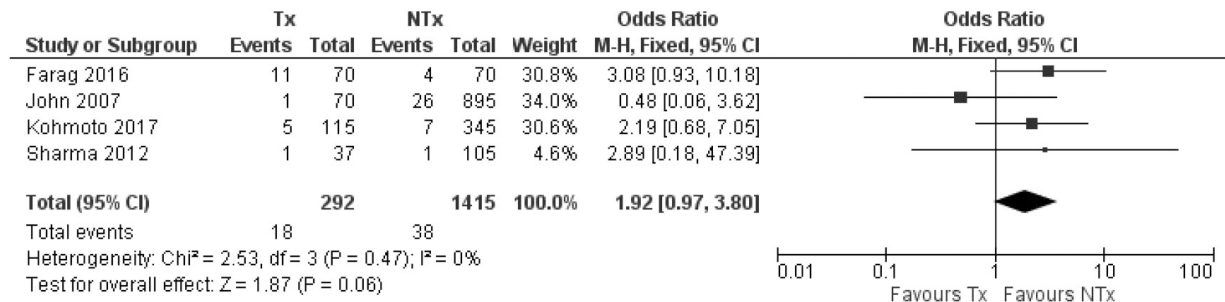 Tx NTx Odds Ratio Odds Ratio
Study or Subgroup Events Total Events Total Weight M-H, Fixed, 95% CI M-H, Fixed, 95% CI
Farag 2016 11 70 4 70 30.8% 3.08 [0.93, 10.18]
John 2007 1 70 26 895 34.0% 0.48 [0.06, 3.62]
Kohmoto 2017 5 115 7 345 30.6% 2.19 [0.68, 7.05]
Sharma 2012 1 37 1 105 4.6% 2.89 [0.18, 47.39]
Total (95% CI) 292 1415 100.0% 1.92 [0.97, 3.80]
Total events 18 38
Heterogeneity: Chi² = 2.53, df = 3 (P = 0.47); I² = 0%
Test for overall effect: Z = 1.87 (P = 0.06)
0.01 0.1 1 10 100
Favours Tx Favours NTx